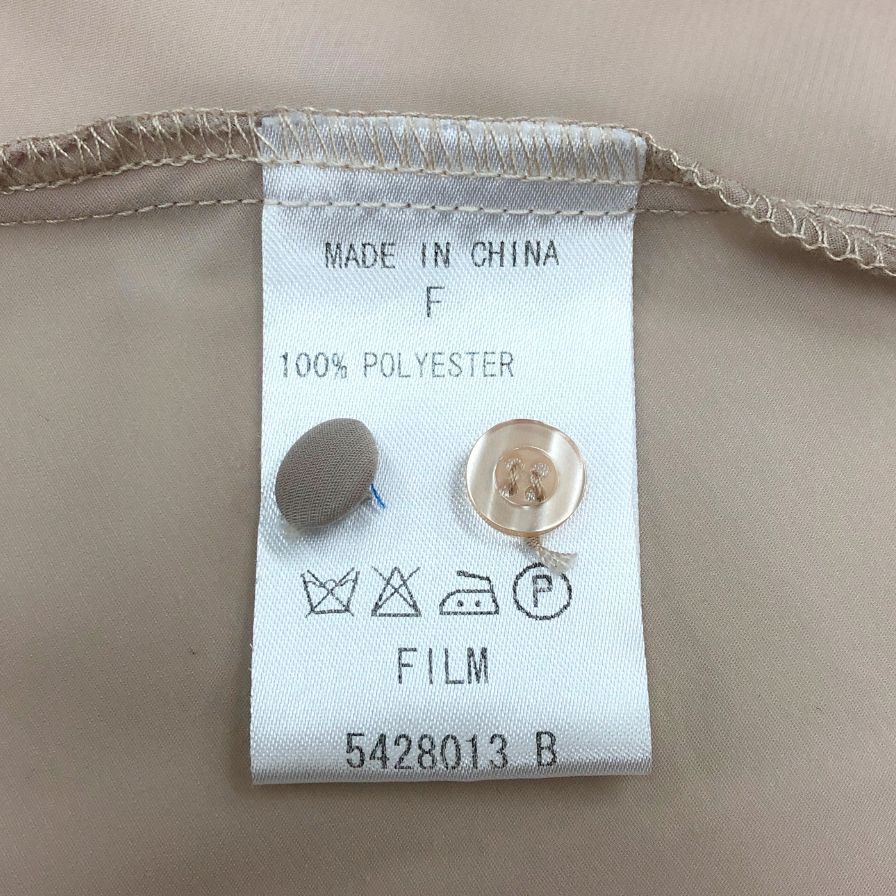 MADE IN CHINA
F
100% POLYESTER
P
FILM
5428013 B